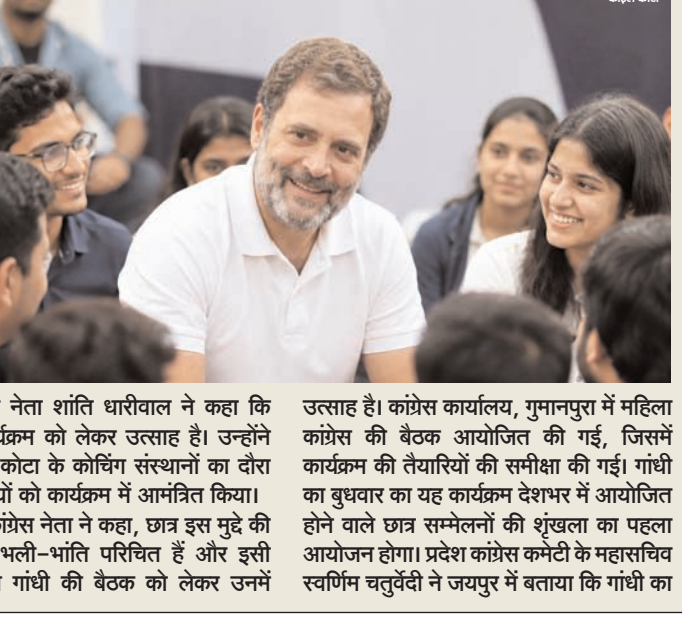 नेता शांति धारीवाल ने कहा कि
को लेकर उत्साह है। उन्होंने
कोटा के कोचिंग संस्थानों का दौरा
को कार्यक्रम में आमंत्रित किया।
नेता ने कहा, छात्र इस मुद्दे की
भली-भांति परिचित हैं और इसी
गांधी की बैठक को लेकर उनमें
उत्साह है। कांग्रेस कार्यालय, गुमानपुरा में महिला
कांग्रेस की बैठक आयोजित की गई, जिसमें
कार्यक्रम की तैयारियों की समीक्षा की गई। गांधी
का बुधवार का यह कार्यक्रम देशभर में आयोजित
होने वाले छात्र सम्मेलनों की शृंखला का पहला
आयोजन होगा। प्रदेश कांग्रेस कमेटी के महासचिव
स्वर्णिम चतुर्वेदी ने जयपुर में बताया कि गांधी का